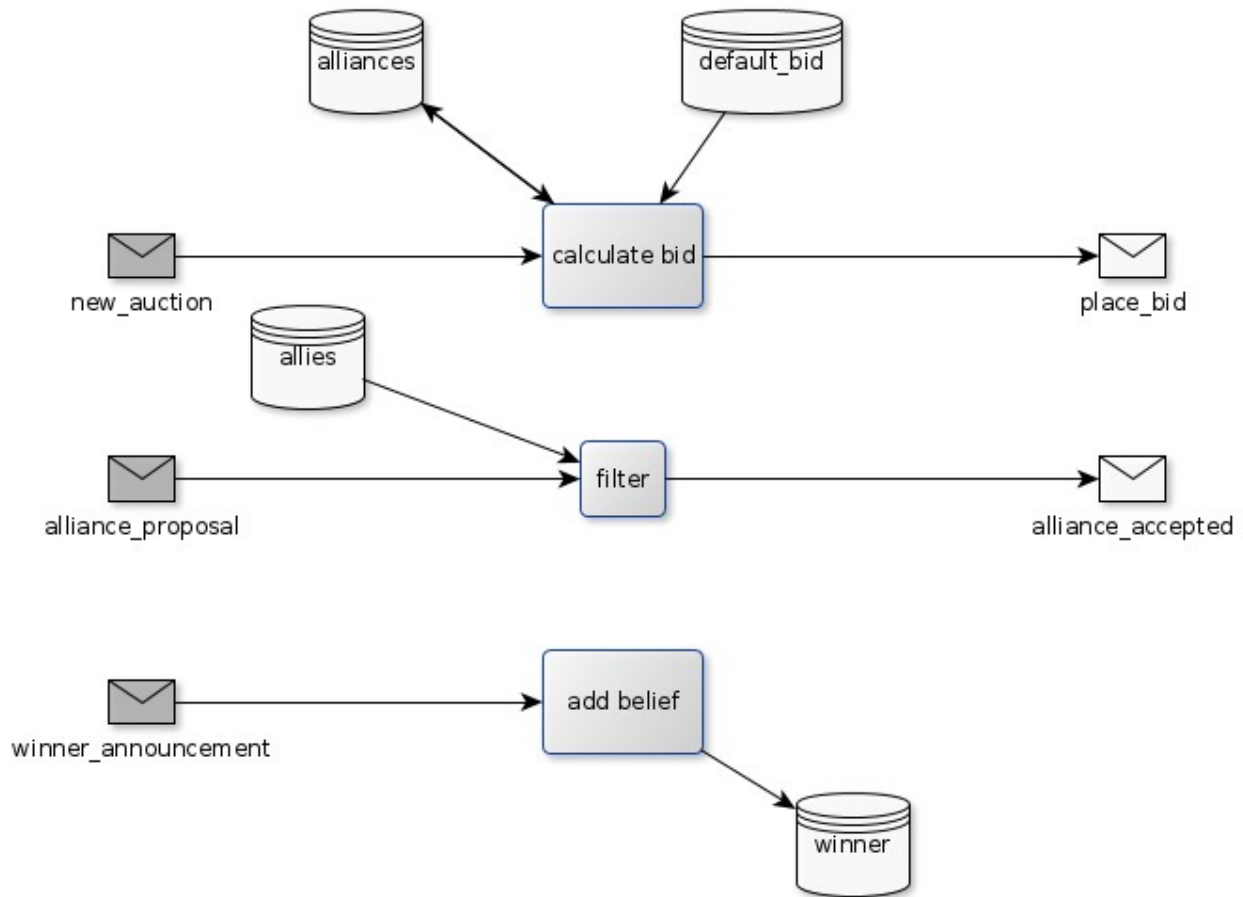 alliances
default_bid
calculate bid
new_auction
place_bid
allies
filter
alliance_proposal
alliance_accepted
add belief
winner_announcement
winner